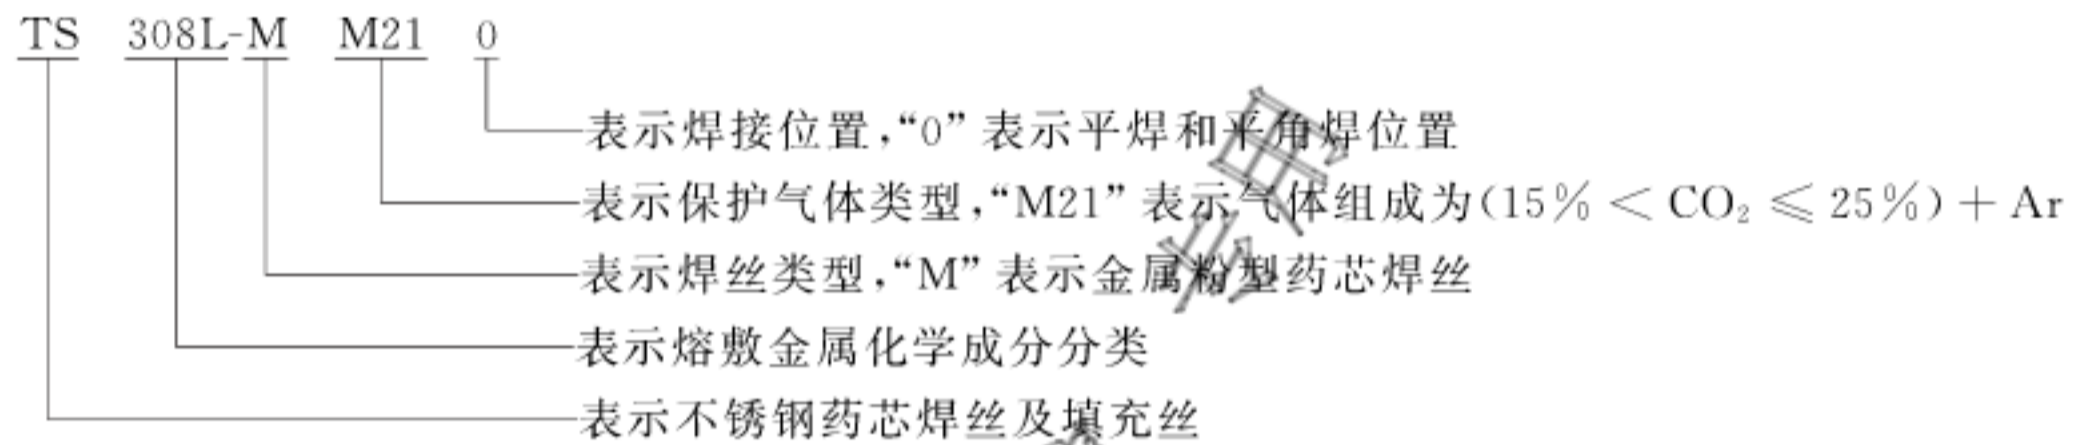 TS 308L-M M21 0
表示焊接位置,“0”表示平焊和平角焊位置
表示保护气体类型,“M21”表示气体组成为(15%<CO₂≤25%)+Ar
表示焊丝类型,“M”表示金属粉型药芯焊丝
表示熔敷金属化学成分分类
表示不锈钢药芯焊丝及填充丝